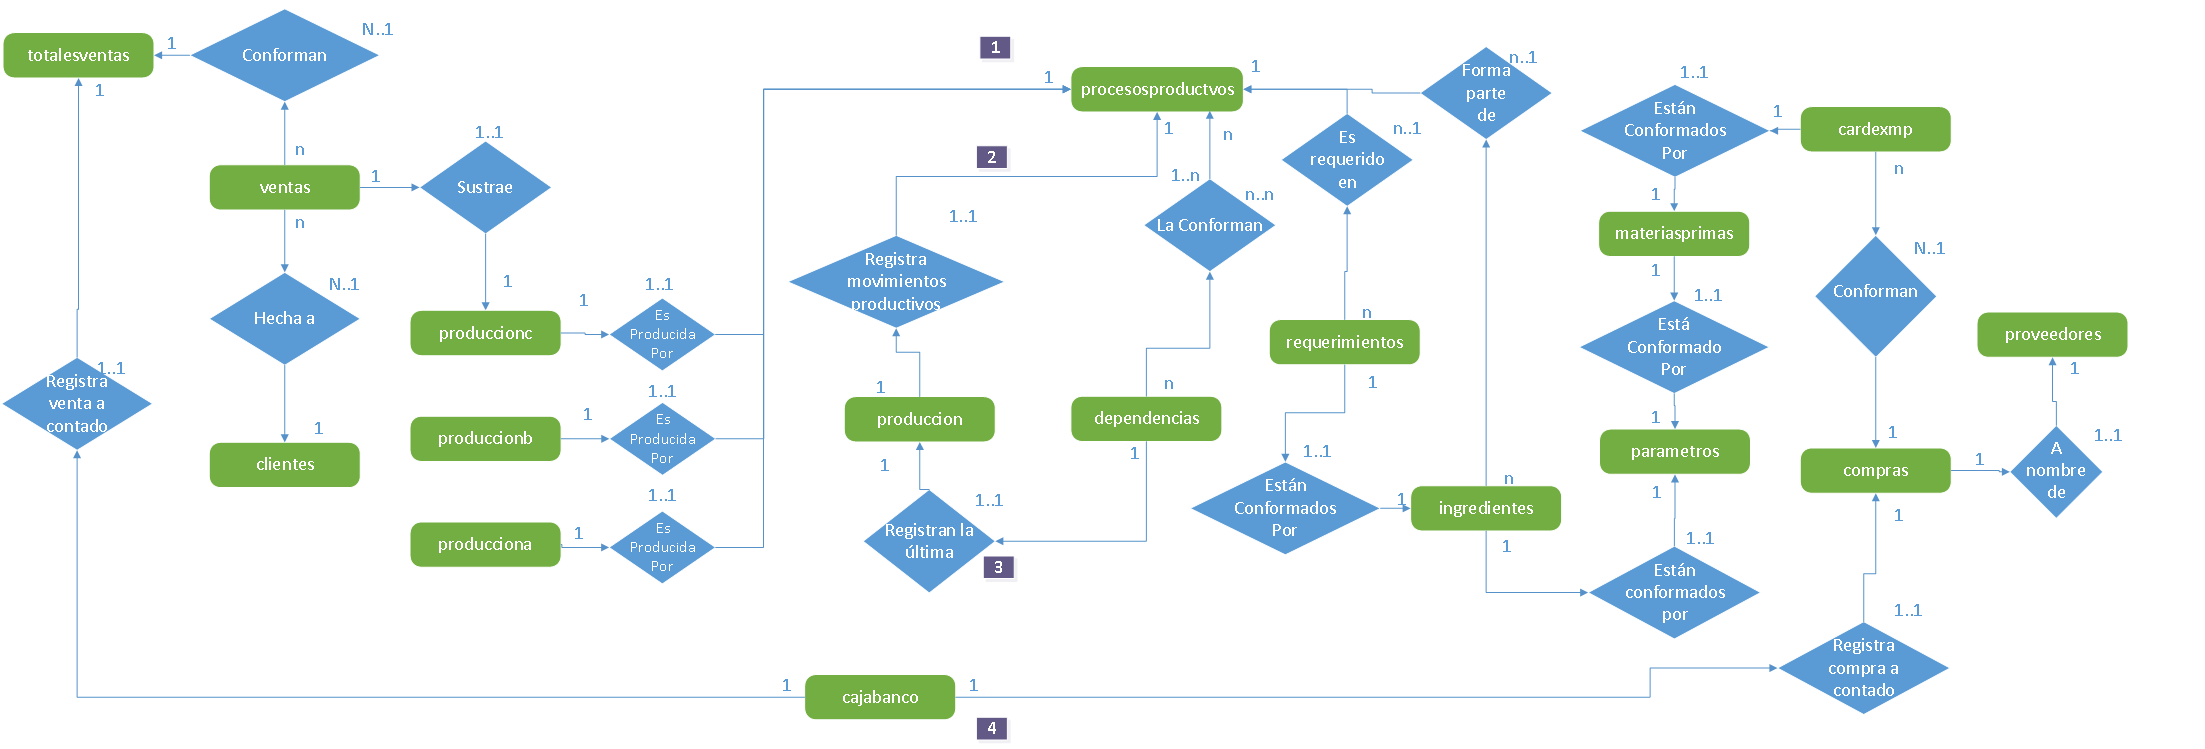 totalesventas
1
Conforman
N..1
1
n
ventas
1
1..1
Sustrae
n
Hecha a
N..1
1
clientes
1
produccionc
1
1..1
Es
Producida
Por
produccionb
1
1..1
Es
Producida
Por
producciona
1
1..1
Es
Producida
Por
1..1
Registra
venta a
contado
1
1
procesosproductvos
1
1
2
1
n
1..n
n..n
La Conforman
1..1
Registra
movimientos
productivos
1
produccion
1
1..1
Registran la
última
3
n
dependencias
1
n..1
Forma
parte
de
n..1
Es
requerido
en
n
requerimientos
1
1..1
Están
Conformados
Por
1
n
ingredientes
1
1..1
Están
Conformados
Por
1
cardexmp
n
1
materiasprimas
1
1..1
Está
Conformado
Por
1
parametros
1
1..1
Están
conformados
por
N..1
Conforman
1
compras
1
1
proveedores
1
1..1
A
nombre
de
1..1
Registra
compra a
contado
1
cajabanco
1
4